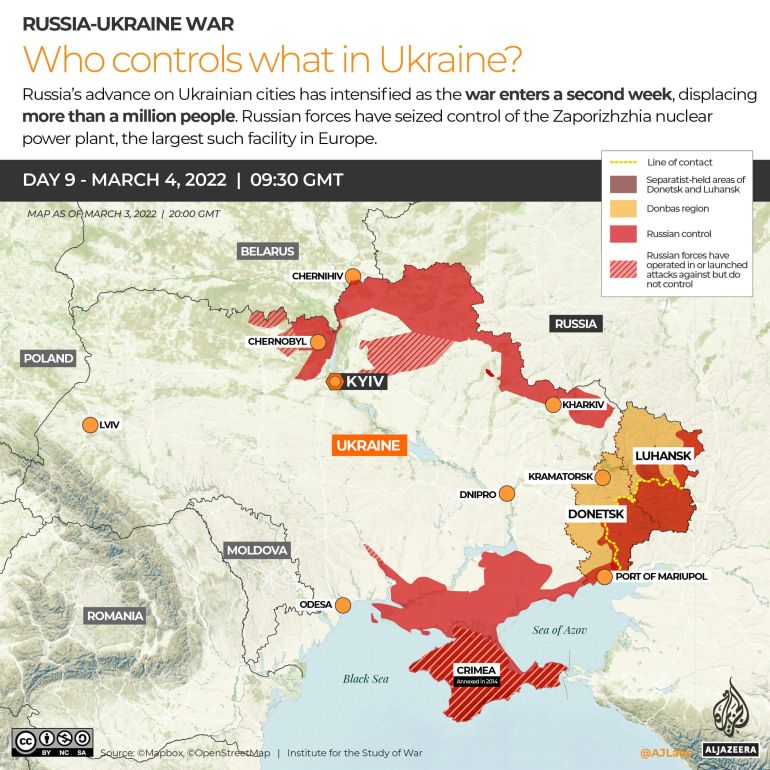 RUSSIA-UKRAINE WAR
Who controls what in Ukraine?
Russia's advance on Ukrainian cities has intensified as the war enters a second week, displacing
more than a million people. Russian forces have seized control of the Zaporizhzhia nuclear
power plant, the largest such facility in Europe.
DAY 9 - MARCH 4, 2022 | 09:30 GMT
MAP AS OF MARCH 3, 2022 | 20:00 GMT
Line of contact
Separatist-held areas of
Donetsk and Luhansk
Donbas region
Russian control
Russian forces have
operated in or launched
attacks against but do
not control
BELARUS
CHERNIHIV
RUSSIA
CHERNOBYL
POLAND
KYIV
KHARKIV
LVIV
UKRAINE
LUHANSK
KRAMATORSK
DNIPRO
DONETSK
MOLDOVA
PORT OF MARIUPOL
ODESA
ROMANIA
Sea of Azov
CRIMEA
Annexed in 2014
Black Sea
CC BY NC SA
Source: ©Mapbox, ©OpenStreetMap | Institute for the Study of War
@AJLabs
ALJAZEERA